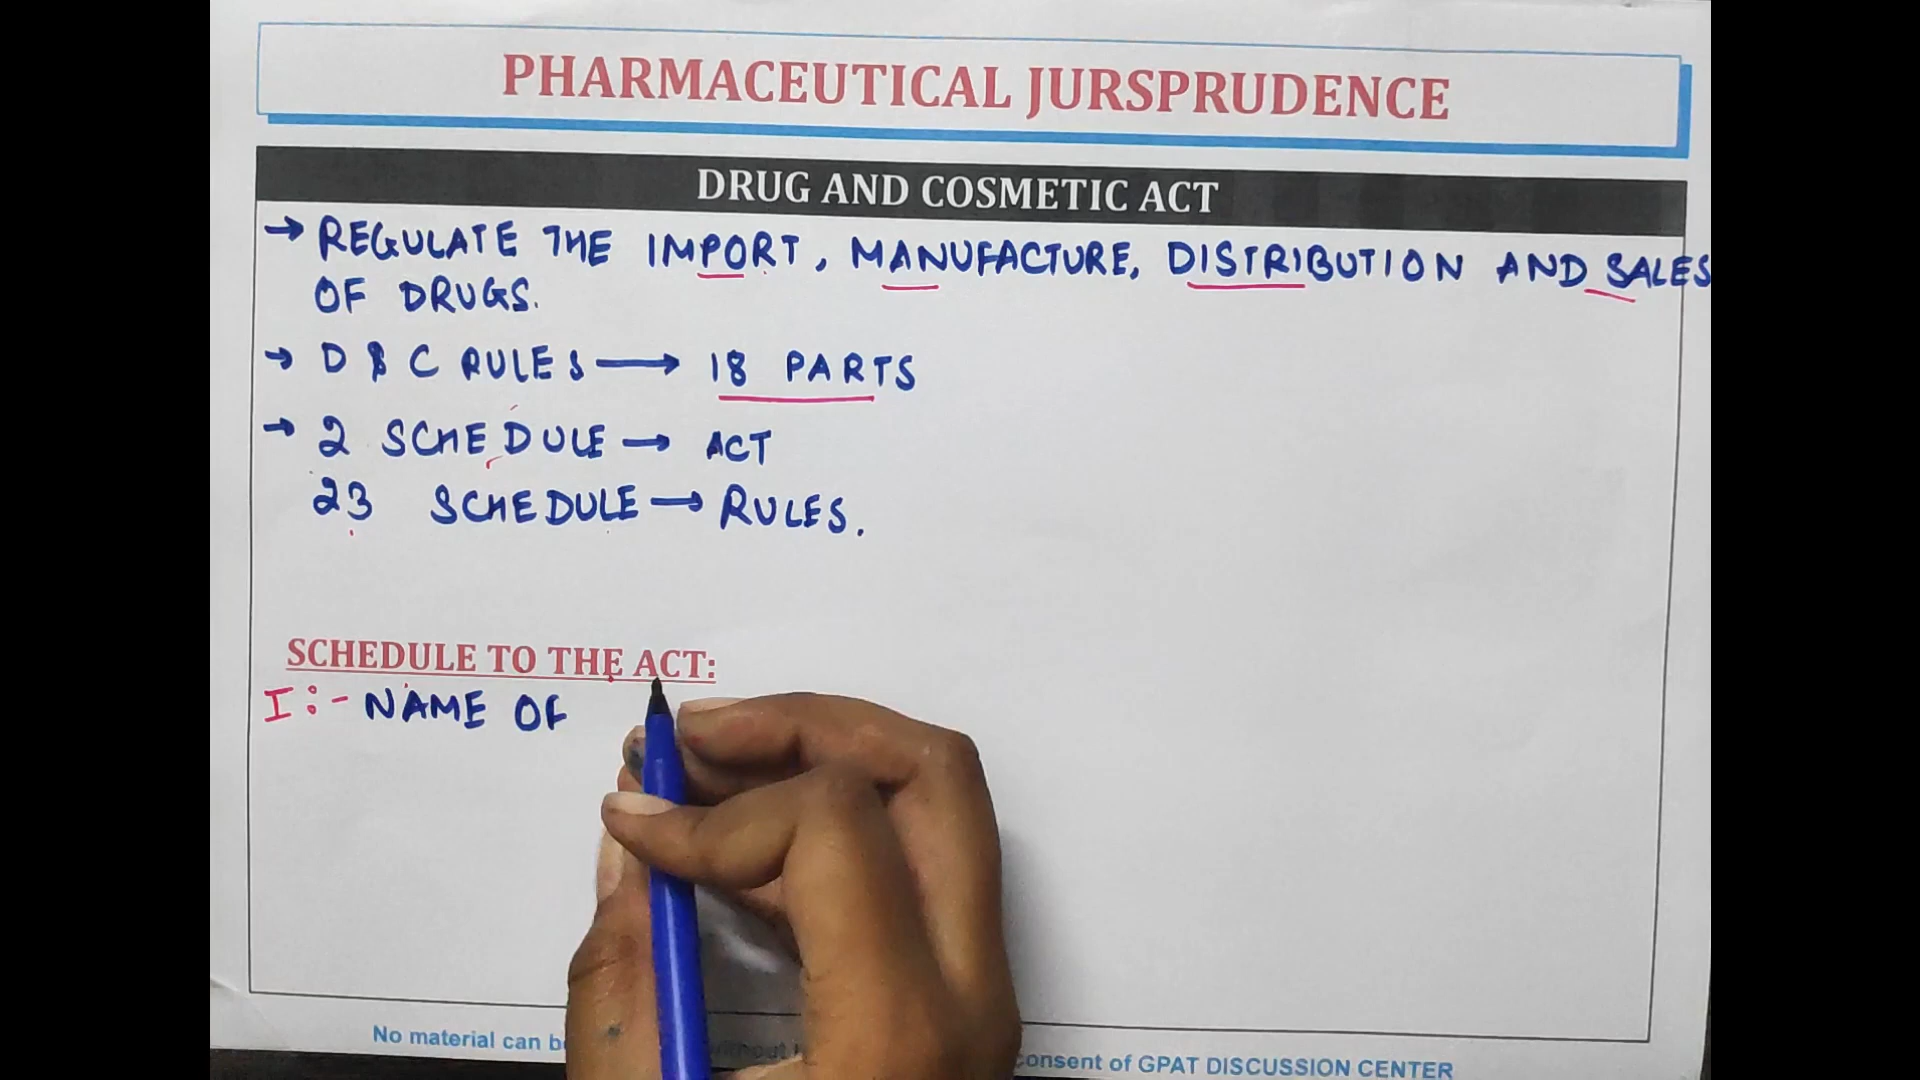 PHARMACEUTICAL JURSPRUDENCE
DRUG AND COSMETIC ACT
→ REGULATE THE IMPORT, MANUFACTURE, DISTRIBUTION AND SALES
OF DRUGS.
→ D & C RULES → 18 PARTS
→ 2 SCHEDULE → ACT
23 SCHEDULE → RULES.
SCHEDULE TO THE ACT:
I:- NAME OF
No material can be consent of GPAT DISCUSSION CENTER